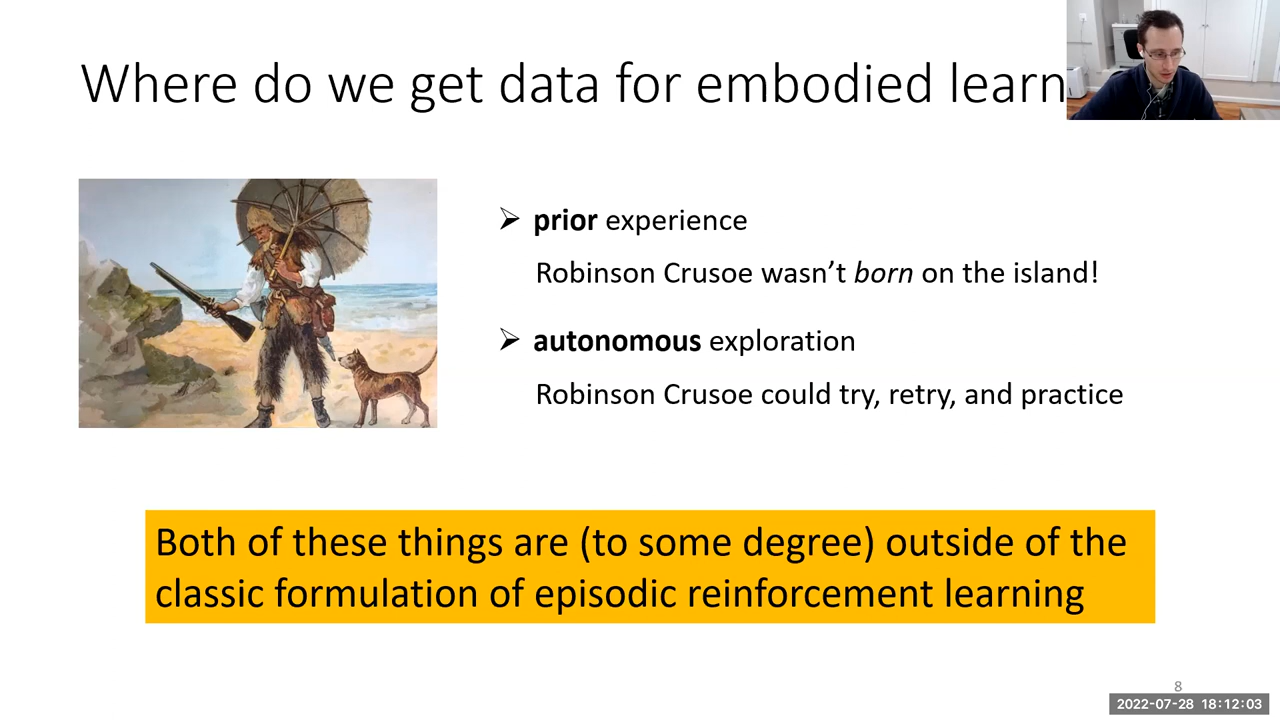 Where do we get data for embodied learn
➢ prior experience
Robinson Crusoe wasn’t born on the island!
➢ autonomous exploration
Robinson Crusoe could try, retry, and practice
Both of these things are (to some degree) outside of the
classic formulation of episodic reinforcement learning
8
2022-07-28 18:12:03